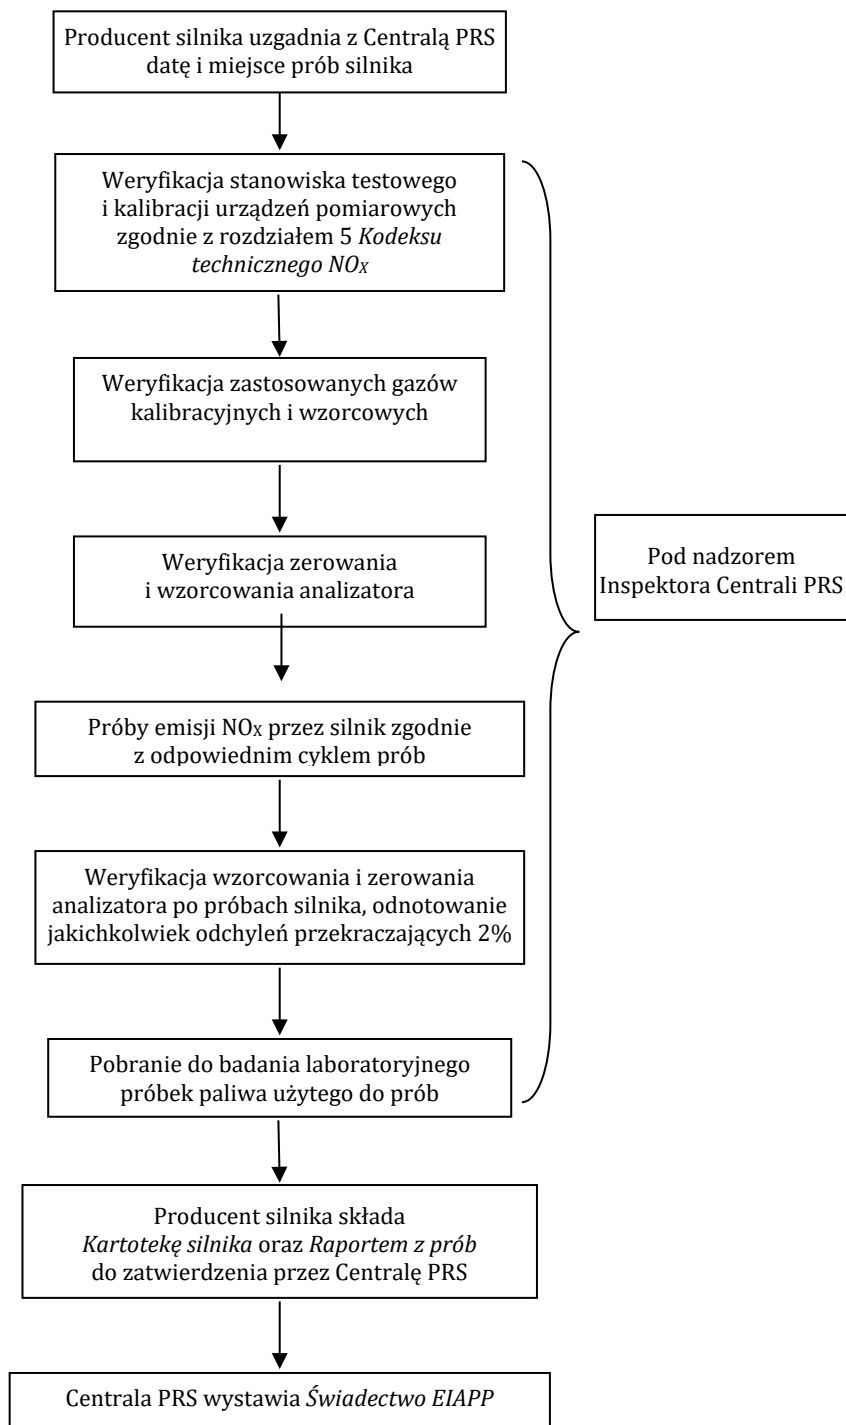 Producent silnika uzgadnia z Centralą PRS
datę i miejsce prób silnika
Weryfikacja stanowiska testowego
i kalibracji urządzeń pomiarowych
zgodnie z rozdziałem 5 Kodeksu
technicznego NOX
Weryfikacja zastosowanych gazów
kalibracyjnych i wzorcowych
Weryfikacja zerowania
i wzorcowania analizatora
Pod nadzorem
Inspektora Centrali PRS
Próby emisji NOX przez silnik zgodnie
z odpowiednim cyklem prób
Weryfikacja wzorcowania i zerowania
analizatora po próbach silnika, odnotowanie
jakichkolwiek odchyleń przekraczających 2%
Pobranie do badania laboratoryjnego
próbek paliwa użytego do prób
Producent silnika składa
Kartotekę silnika oraz Raportem z prób
do zatwierdzenia przez Centralę PRS
Centrala PRS wystawia Świadectwo EIAPP